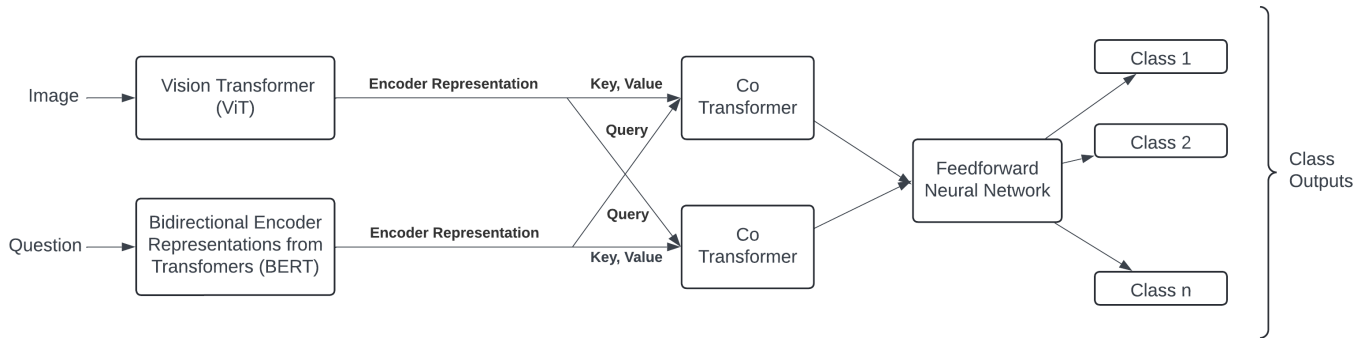 Image
Vision Transformer
(ViT)
Encoder Representation
Key, Value
Query
Co
Transformer
Question
Bidirectional Encoder
Representations from
Transfomers (BERT)
Encoder Representation
Query
Key, Value
Co
Transformer
Feedforward
Neural Network
Class 1
Class 2
Class n
Class
Outputs